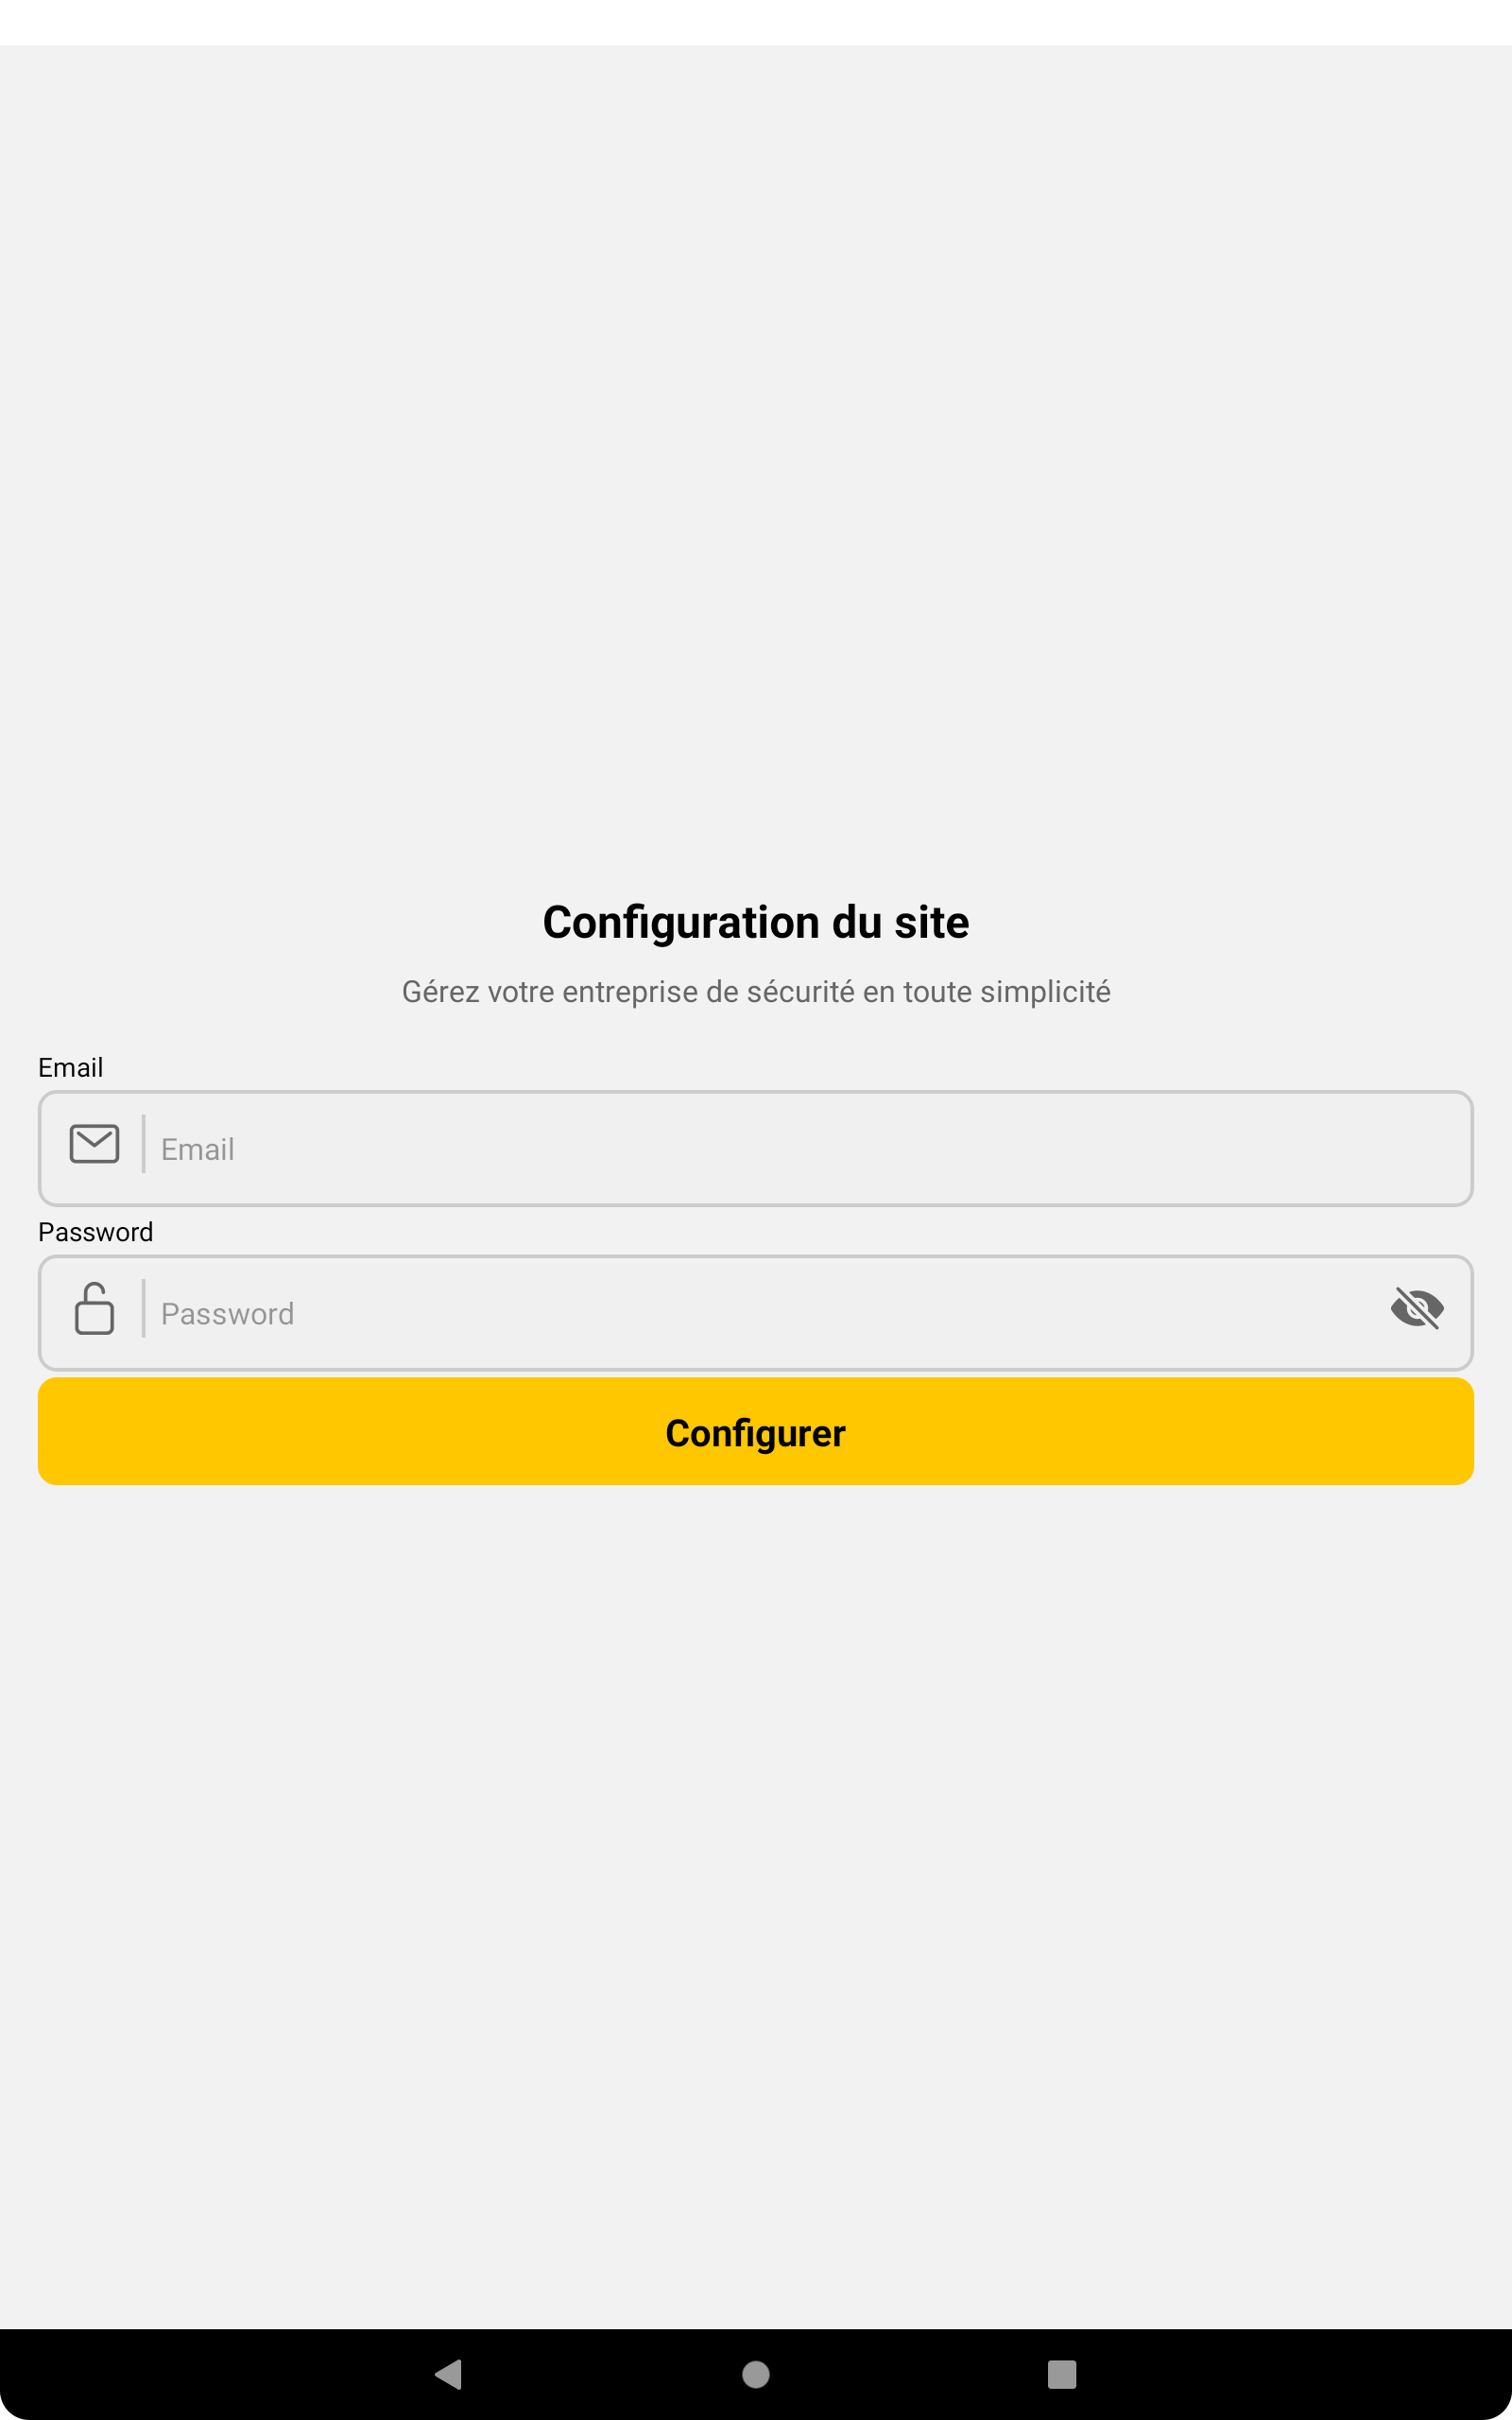 Configuration du site
Gérez votre entreprise de sécurité en toute simplicité
Email
Email
Password
Password
Configurer